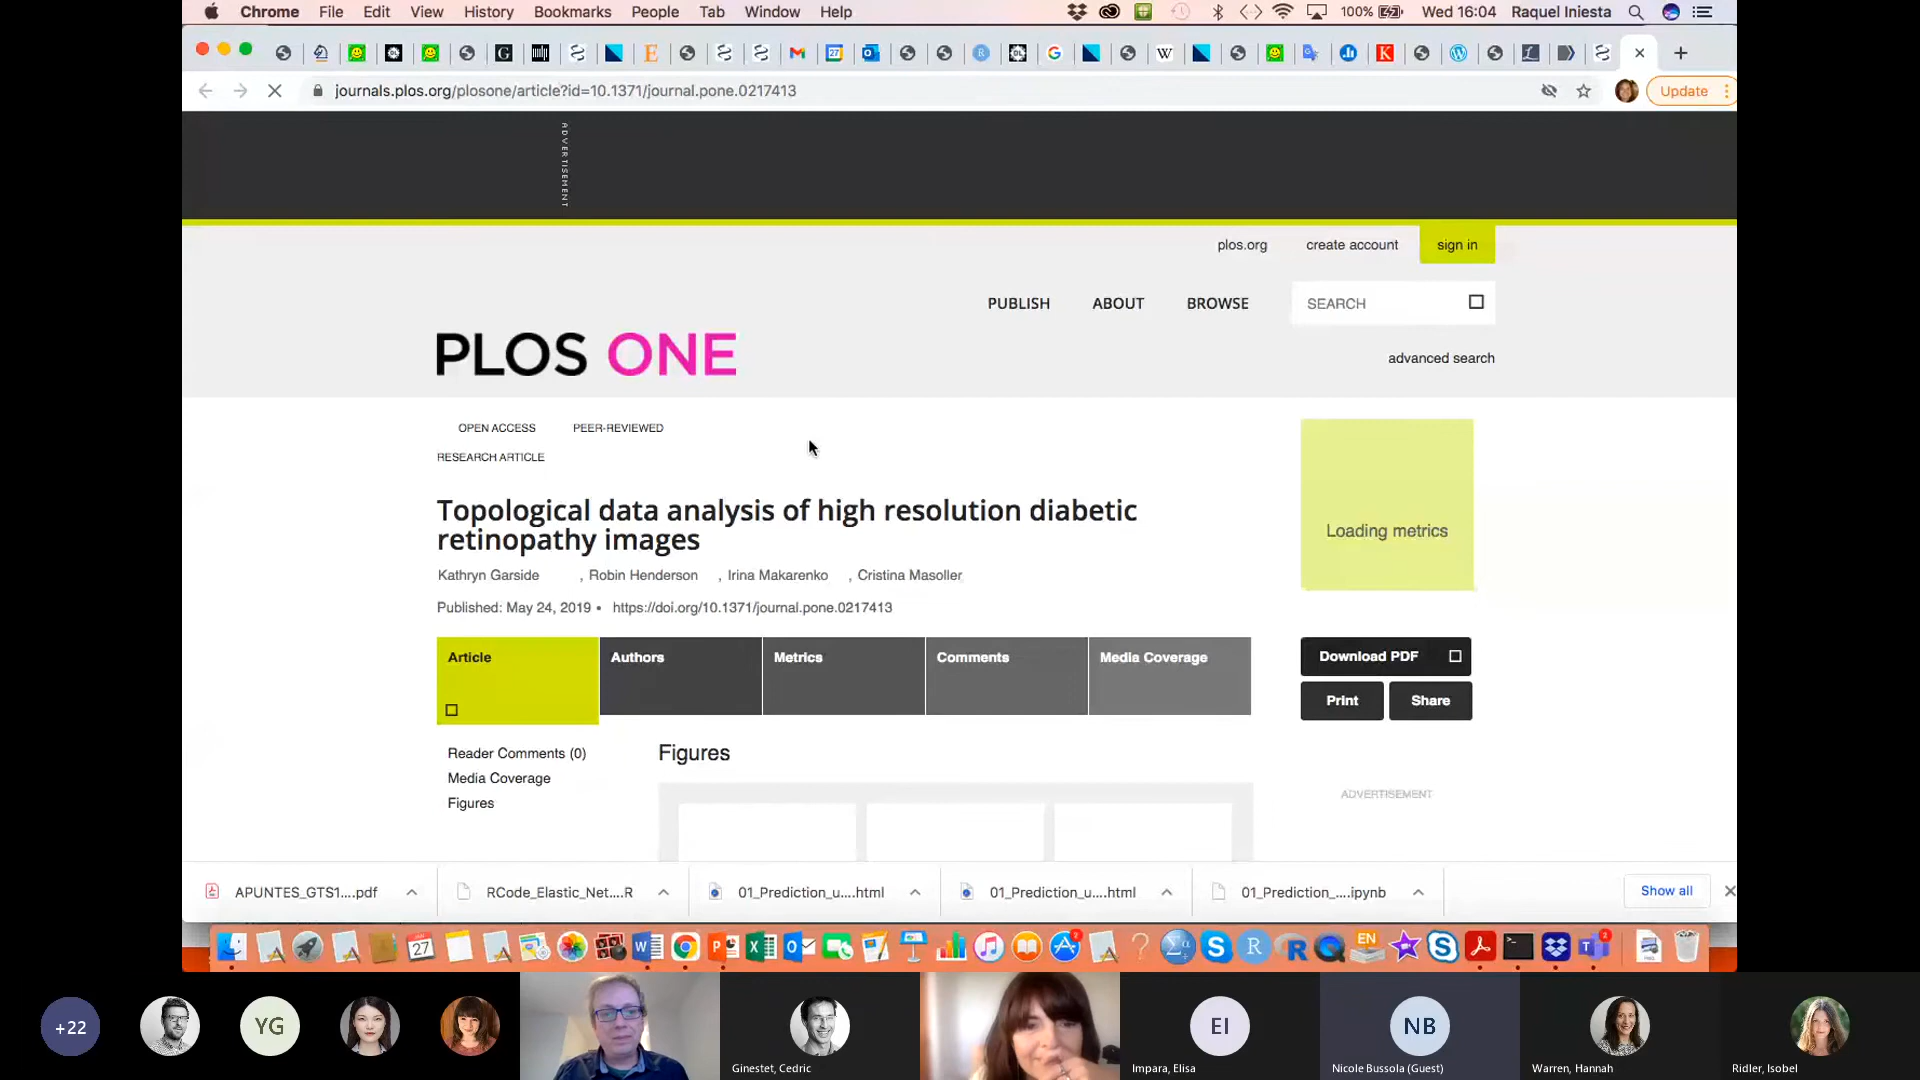 Chrome File Edit View History Bookmarks People Tab Window Help 100% Wed 16:04 Raquel Iniesta
journals.plos.org/plosone/article?id=10.1371/journal.pone.0217413 Update
ADVERTISEMENT
plos.org create account sign in
PUBLISH ABOUT BROWSE SEARCH
PLOS ONE
advanced search
OPEN ACCESS PEER-REVIEWED
RESEARCH ARTICLE
Topological data analysis of high resolution diabetic
retinopathy images
Kathryn Garside , Robin Henderson , Irina Makarenko , Cristina Masoller
Published: May 24, 2019 • https://doi.org/10.1371/journal.pone.0217413
Loading metrics
Article Authors Metrics Comments Media Coverage
Download PDF
Print Share
Reader Comments (0)
Media Coverage
Figures
Figures
ADVERTISEMENT
APUNTES_GTS1....pdf RCode_Elastic_Net....R 01_Prediction_u....html 01_Prediction_u....html 01_Prediction_....ipynb Show all
27 EN
+22 YG EI NB
Ginestet, Cedric Impara, Elisa Nicole Bussola (Guest) Warren, Hannah Ridler, Isobel